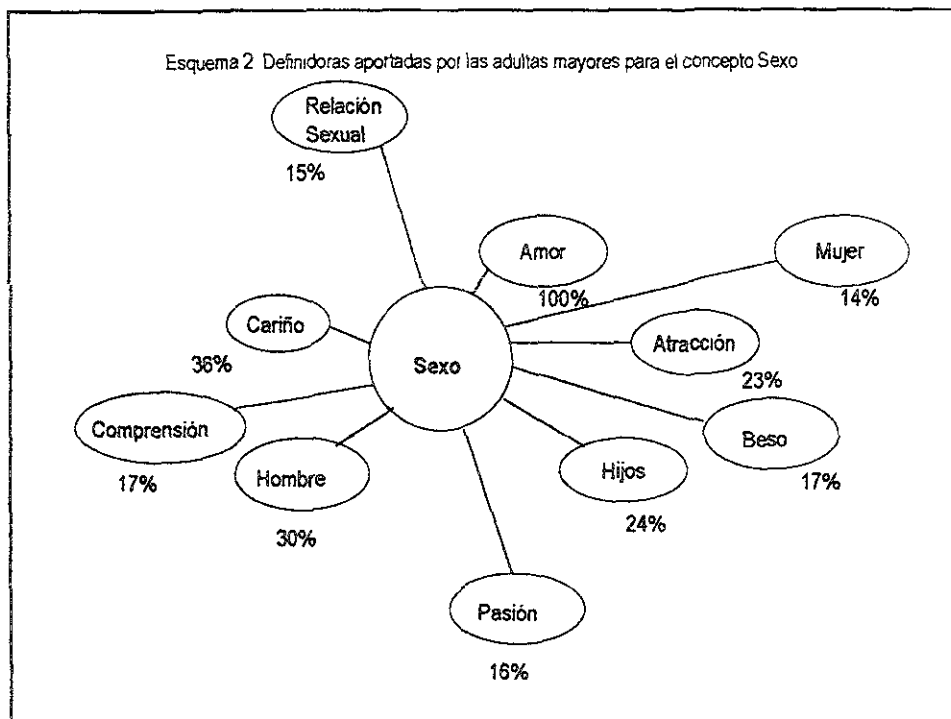 Esquema 2 Definidoras aportadas por las adultas mayores para el concepto Sexo
Relación
Sexual
15%
Amor
100%
Mujer
14%
Cariño
36%
Sexo
Atracción
23%
Comprensión
17%
Hombre
30%
Hijos
24%
Beso
17%
Pasión
16%